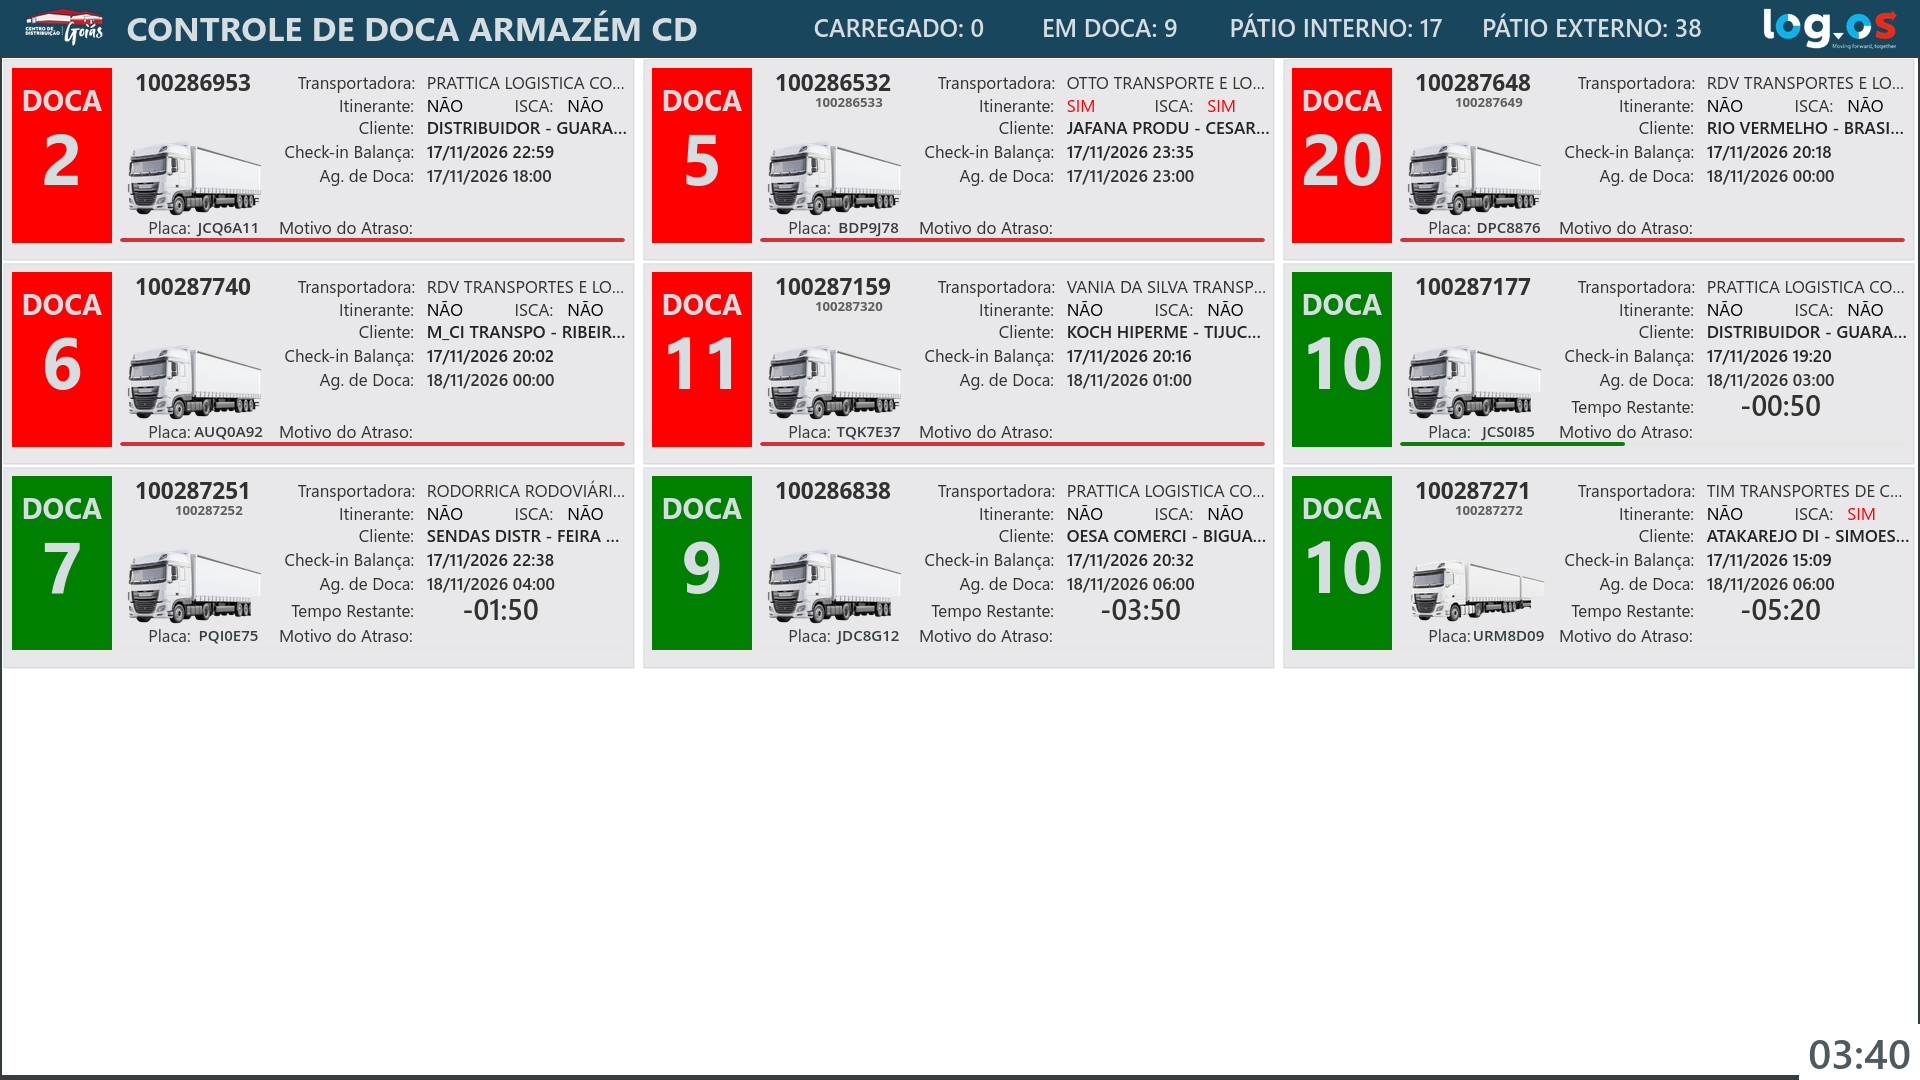 CENTRO DE DISTRIBUIÇÃO Goiás
CONTROLE DE DOCA ARMAZÉM CD
CARREGADO: 0
EM DOCA: 9
PÁTIO INTERNO: 17
PÁTIO EXTERNO: 38
log.os
Moving forward, together
DOCA
2
100286953
Transportadora: PRATTICA LOGISTICA CO...
Itinerante: NÃO ISCA: NÃO
Cliente: DISTRIBUIDOR - GUARA...
Check-in Balança: 17/11/2026 22:59
Ag. de Doca: 17/11/2026 18:00
Placa: JCQ6A11 Motivo do Atraso:
DOCA
5
100286532
100286533
Transportadora: OTTO TRANSPORTE E LO...
Itinerante: SIM ISCA: SIM
Cliente: JAFANA PRODU - CESAR...
Check-in Balança: 17/11/2026 23:35
Ag. de Doca: 17/11/2026 23:00
Placa: BDP9J78 Motivo do Atraso:
DOCA
20
100287648
100287649
Transportadora: RDV TRANSPORTES E LO...
Itinerante: NÃO ISCA: NÃO
Cliente: RIO VERMELHO - BRASI...
Check-in Balança: 17/11/2026 20:18
Ag. de Doca: 18/11/2026 00:00
Placa: DPC8876 Motivo do Atraso:
DOCA
6
100287740
Transportadora: RDV TRANSPORTES E LO...
Itinerante: NÃO ISCA: NÃO
Cliente: M_CI TRANSPO - RIBEIR...
Check-in Balança: 17/11/2026 20:02
Ag. de Doca: 18/11/2026 00:00
Placa: AUQ0A92 Motivo do Atraso:
DOCA
11
100287159
100287320
Transportadora: VANIA DA SILVA TRANSP...
Itinerante: NÃO ISCA: NÃO
Cliente: KOCH HIPERME - TIJUC...
Check-in Balança: 17/11/2026 20:16
Ag. de Doca: 18/11/2026 01:00
Placa: TQK7E37 Motivo do Atraso:
DOCA
10
100287177
Transportadora: PRATTICA LOGISTICA CO...
Itinerante: NÃO ISCA: NÃO
Cliente: DISTRIBUIDOR - GUARA...
Check-in Balança: 17/11/2026 19:20
Ag. de Doca: 18/11/2026 03:00
Tempo Restante: -00:50
Placa: JCS0I85 Motivo do Atraso:
DOCA
7
100287251
100287252
Transportadora: RODORRICA RODOVIÁRI...
Itinerante: NÃO ISCA: NÃO
Cliente: SENDAS DISTR - FEIRA ...
Check-in Balança: 17/11/2026 22:38
Ag. de Doca: 18/11/2026 04:00
Tempo Restante: -01:50
Placa: PQI0E75 Motivo do Atraso:
DOCA
9
100286838
Transportadora: PRATTICA LOGISTICA CO...
Itinerante: NÃO ISCA: NÃO
Cliente: OESA COMERCI - BIGUA...
Check-in Balança: 17/11/2026 20:32
Ag. de Doca: 18/11/2026 06:00
Tempo Restante: -03:50
Placa: JDC8G12 Motivo do Atraso:
DOCA
10
100287271
100287272
Transportadora: TIM TRANSPORTES DE C...
Itinerante: NÃO ISCA: SIM
Cliente: ATAKAREJO DI - SIMOES...
Check-in Balança: 17/11/2026 15:09
Ag. de Doca: 18/11/2026 06:00
Tempo Restante: -05:20
Placa: URM8D09 Motivo do Atraso:
03:40